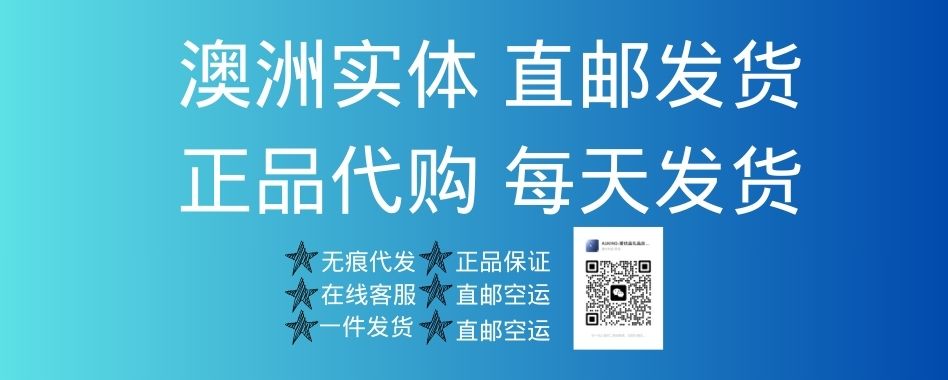 澳洲实体 直邮发货
正品代购 每天发货
无痕代发 正品保证
在线客服 直邮空运
一件发货 直邮空运